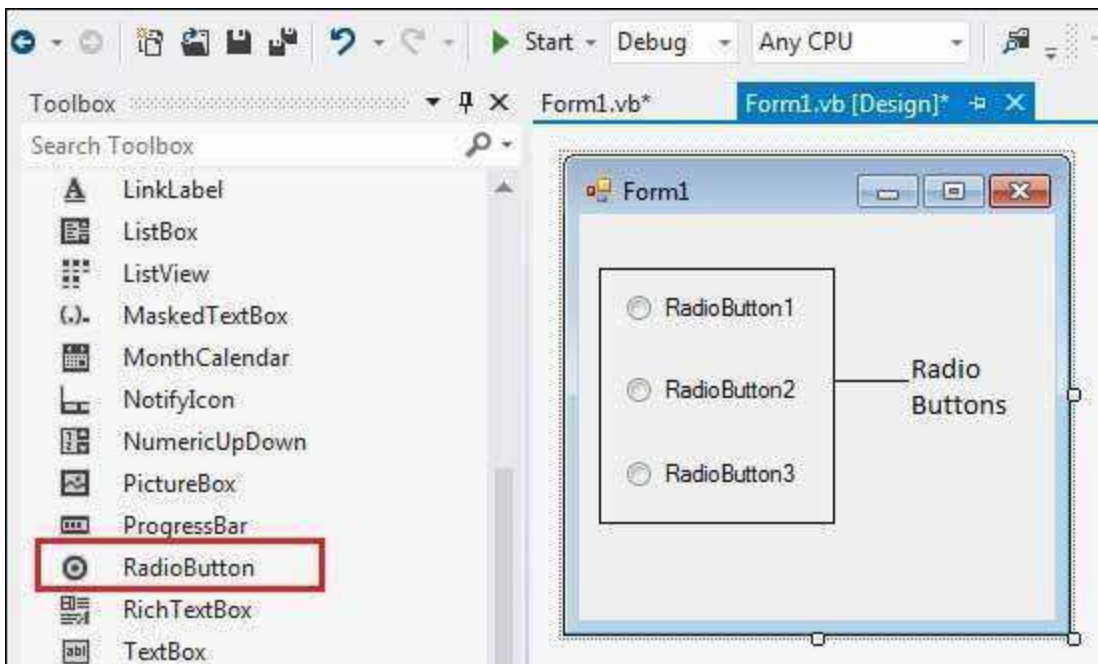 Start Debug Any CPU
Toolbox
Form1.vb* Form1.vb [Design]*
Search Toolbox
LinkLabel
ListBox
ListView
MaskedTextBox
MonthCalendar
NotifyIcon
NumericUpDown
PictureBox
ProgressBar
RadioButton
RichTextBox
TextBox
Form1
RadioButton1
RadioButton2
RadioButton3
Radio
Buttons